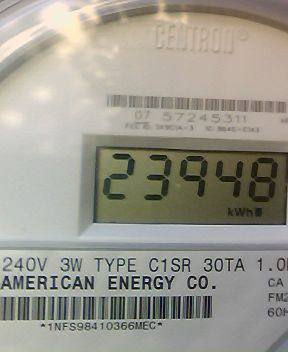 CENTRON®
07 57245311
23948
kWh
240V 3W TYPE C1SR 30TA 1.0
AMERICAN ENERGY CO.
CA
FM2
60H
*1NFS98410366MEC*